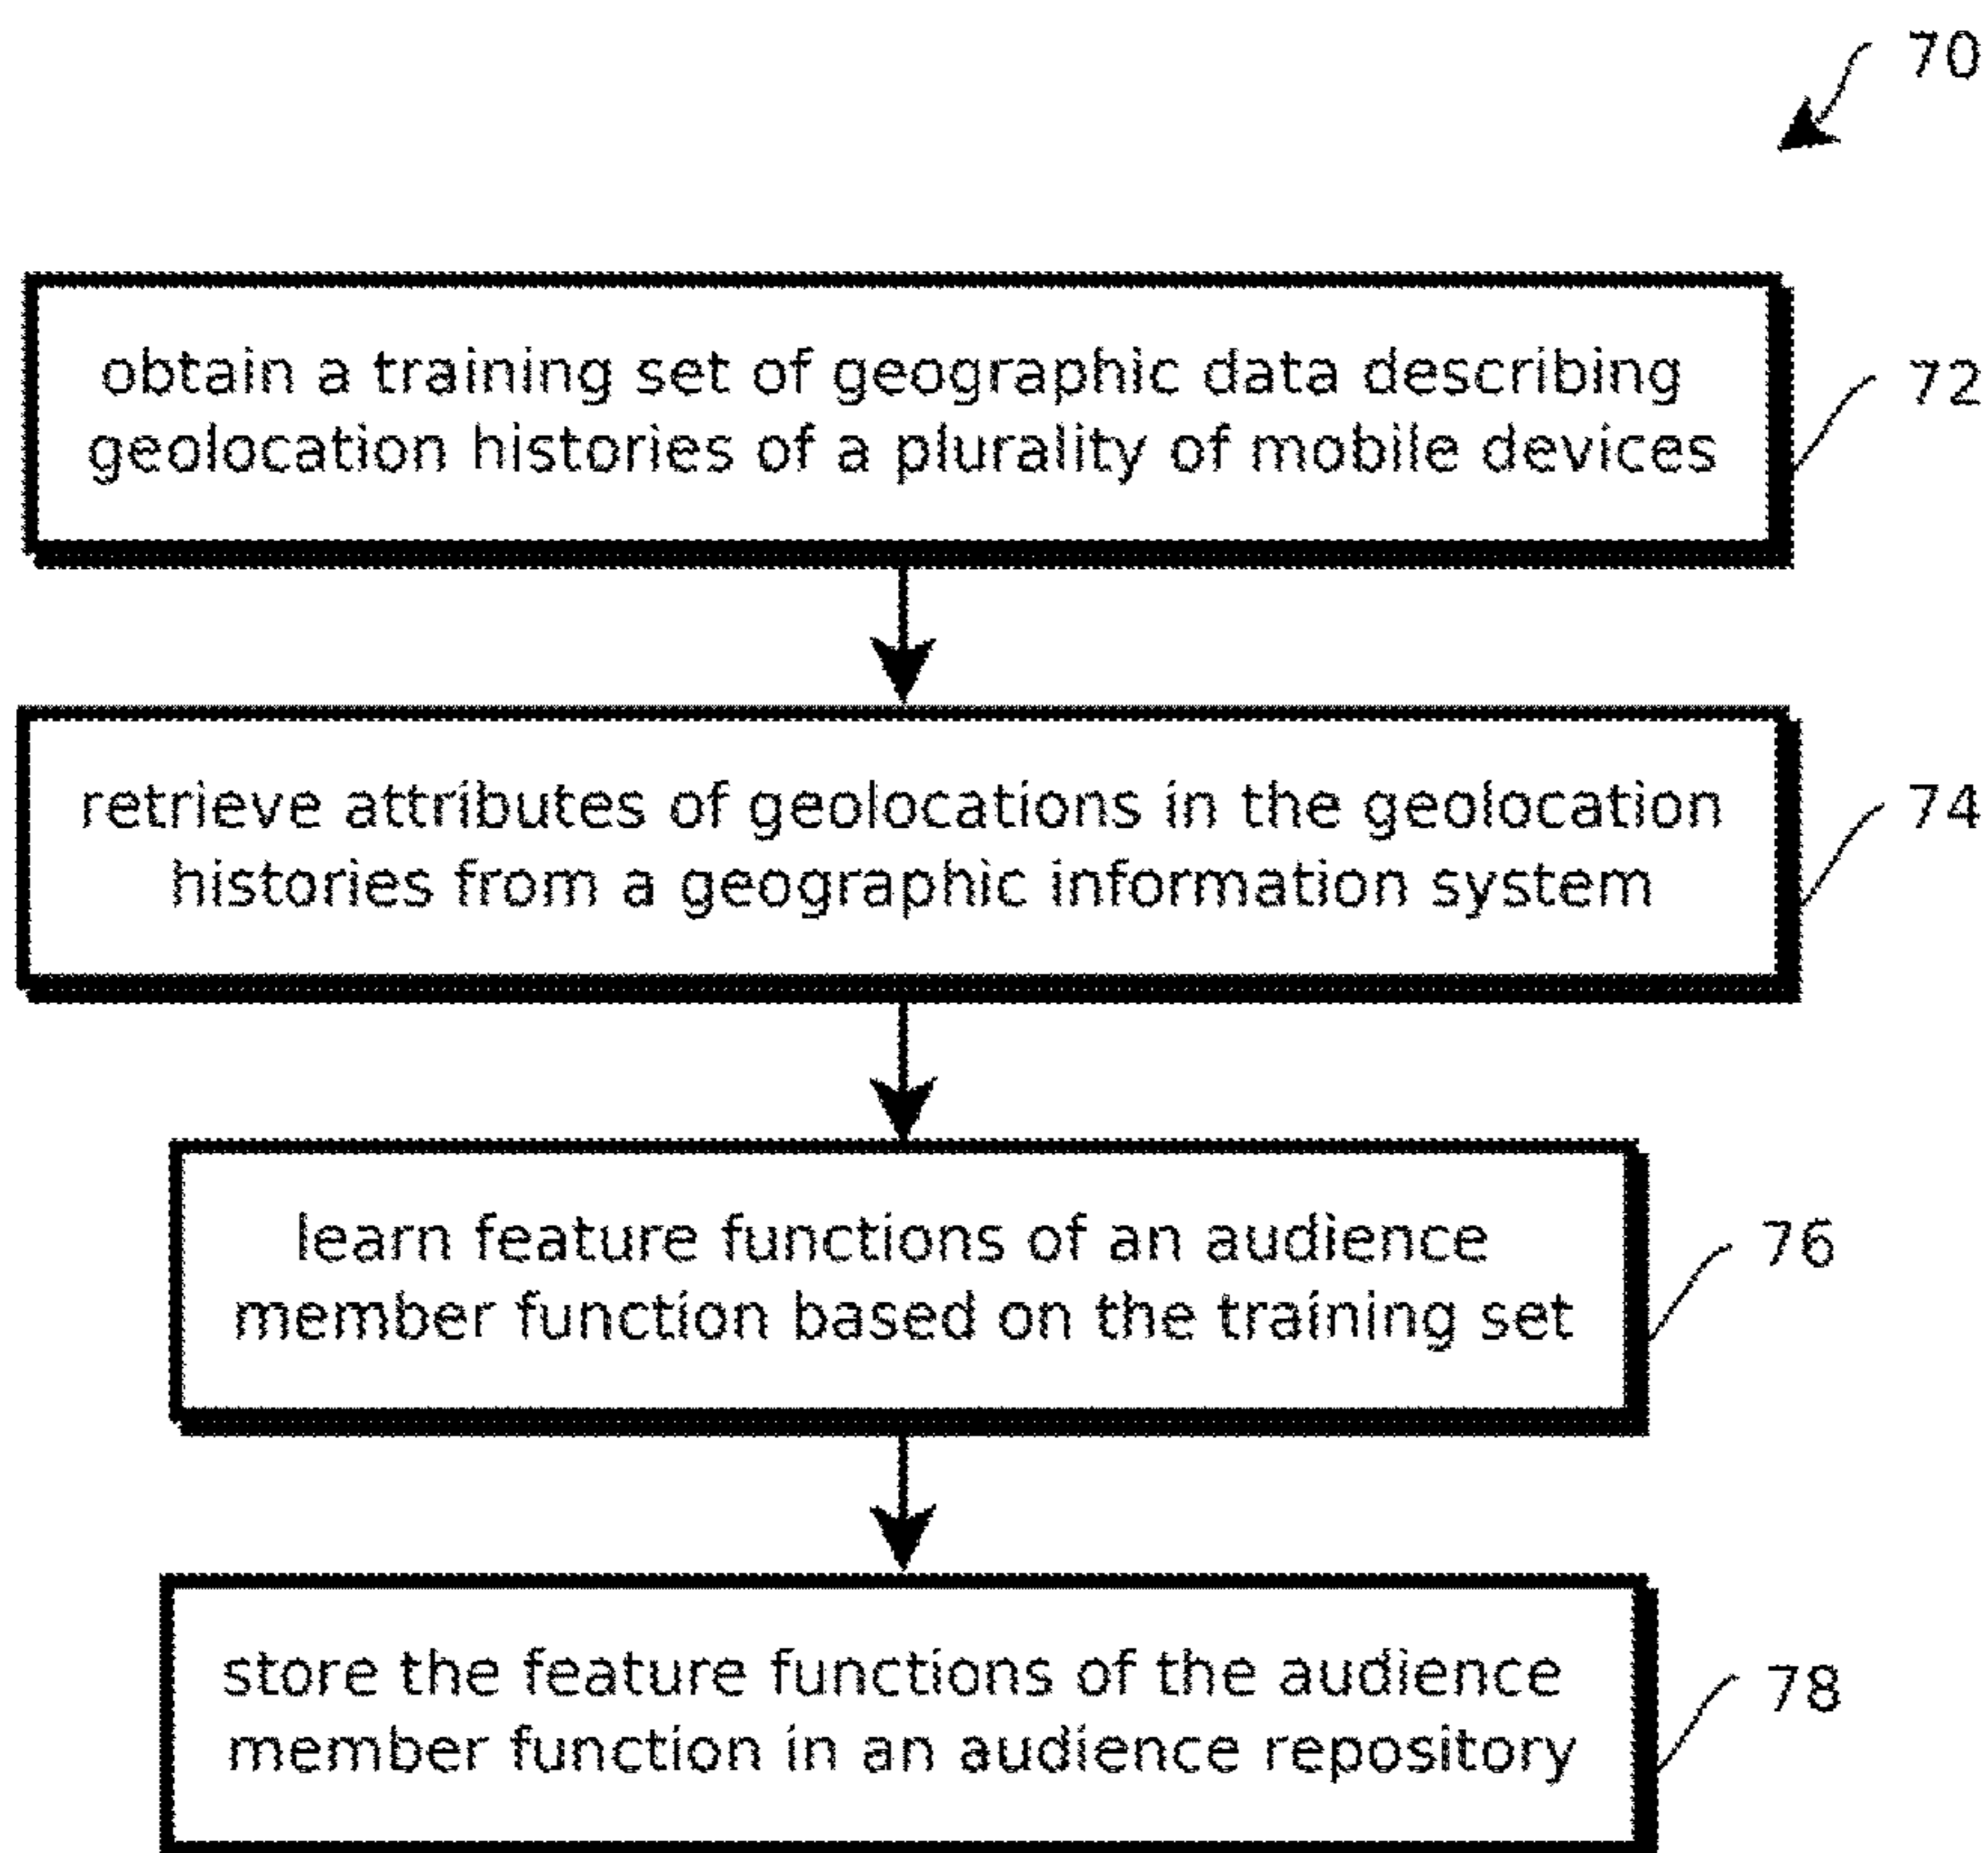 70
obtain a training set of geographic data describing
geolocation histories of a plurality of mobile devices
72
retrieve attributes of geolocations in the geolocation
histories from a geographic information system
74
learn feature functions of an audience
member function based on the training set
76
store the feature functions of the audience
member function in an audience repository
78